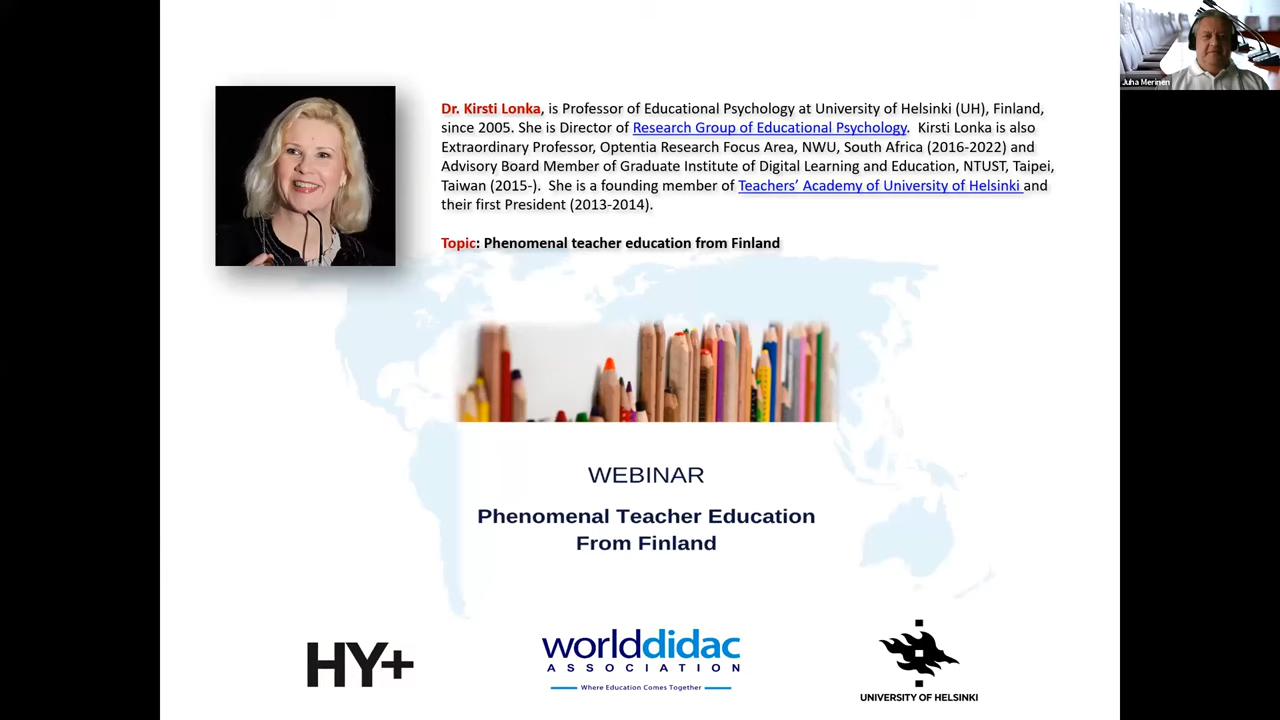 Juha Merinen
Dr. Kirsti Lonka, is Professor of Educational Psychology at University of Helsinki (UH), Finland,
since 2005. She is Director of Research Group of Educational Psychology. Kirsti Lonka is also
Extraordinary Professor, Optentia Research Focus Area, NWU, South Africa (2016-2022) and
Advisory Board Member of Graduate Institute of Digital Learning and Education, NTUST, Taipei,
Taiwan (2015-). She is a founding member of Teachers' Academy of University of Helsinki and
their first President (2013-2014).
Topic: Phenomenal teacher education from Finland
WEBINAR
Phenomenal Teacher Education
From Finland
HY+
worlddidac
ASSOCIATION
Where Education Comes Together
UNIVERSITY OF HELSINKI